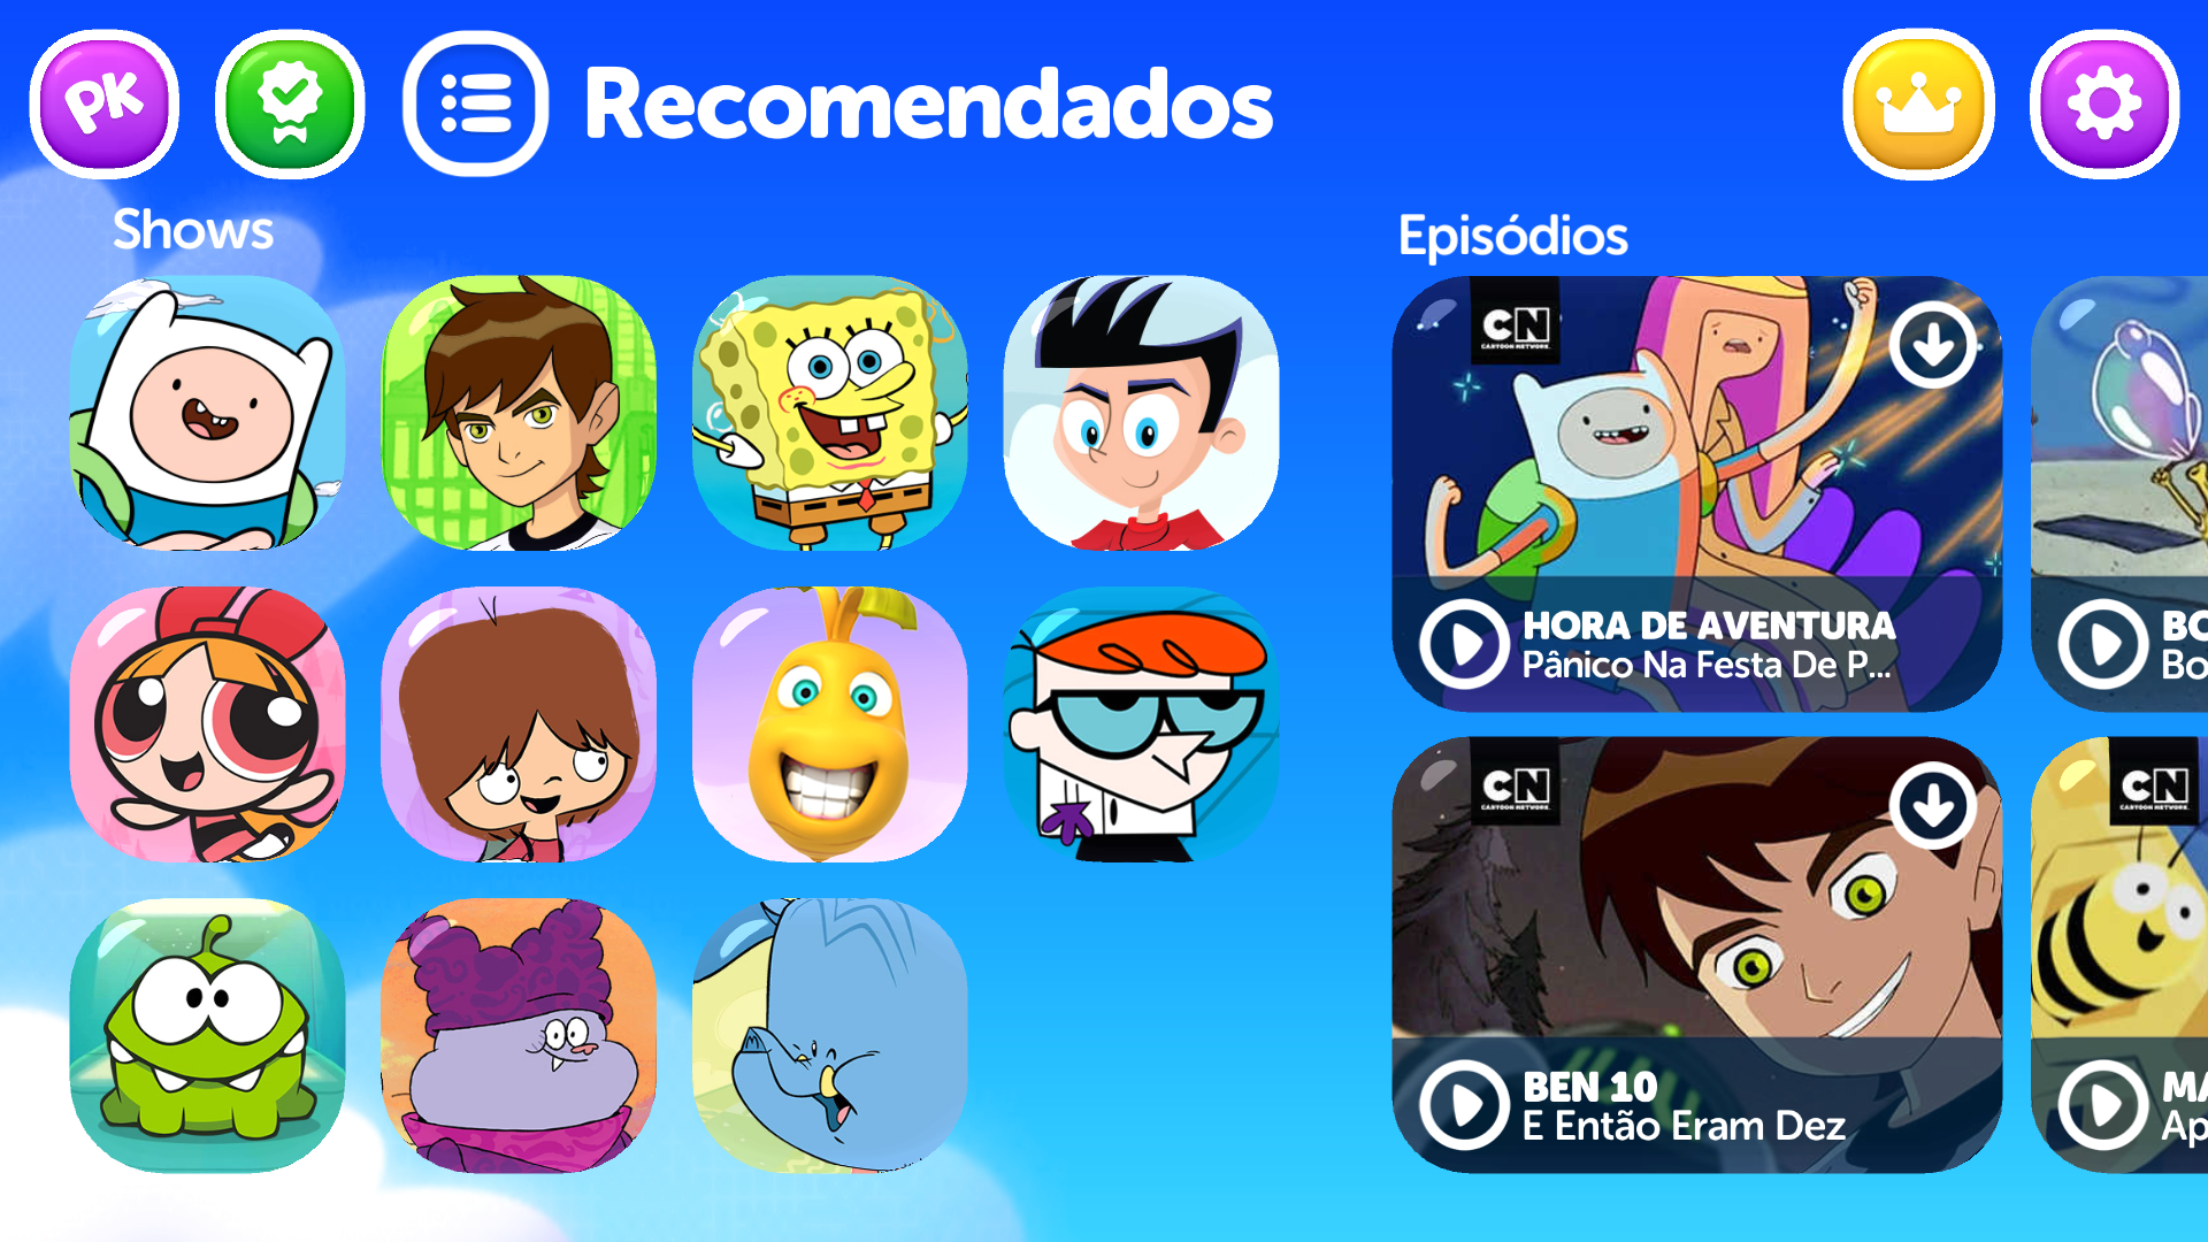 PK
Recomendados
Shows
Episódios
CN
CARTOON NETWORK
HORA DE AVENTURA
Pânico Na Festa De P...
BO
Bo
CN
CARTOON NETWORK
BEN 10
E Então Eram Dez
CN
CARTOON NETWORK
MA
Ap